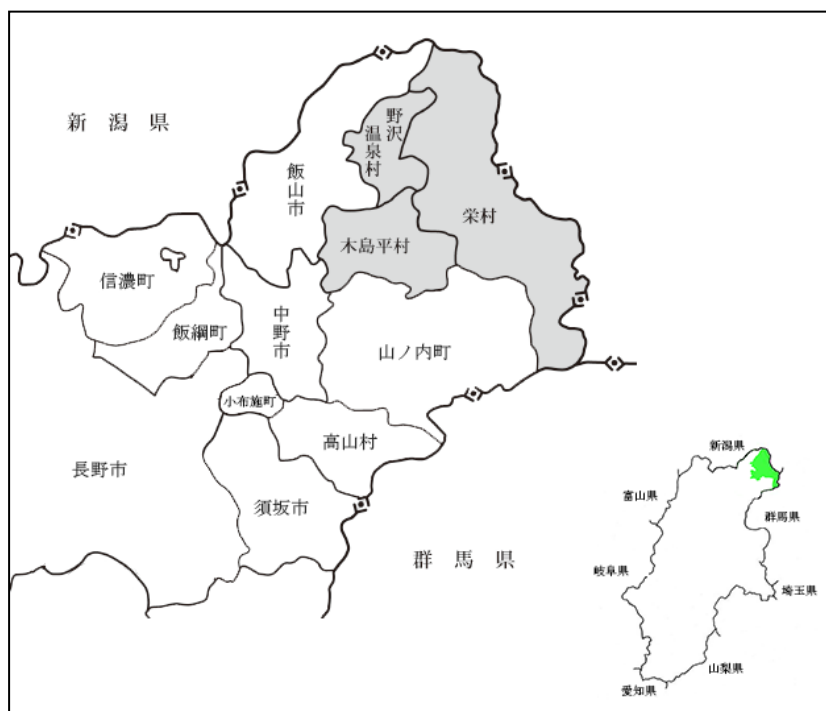 新潟県
野沢
温泉村
飯山市
栄村
木島平村
信濃町
飯綱町
中野市
山ノ内町
小布施町
高山村
長野市
須坂市
群馬県
新潟県
富山県
群馬県
岐阜県
埼玉県
山梨県
愛知県